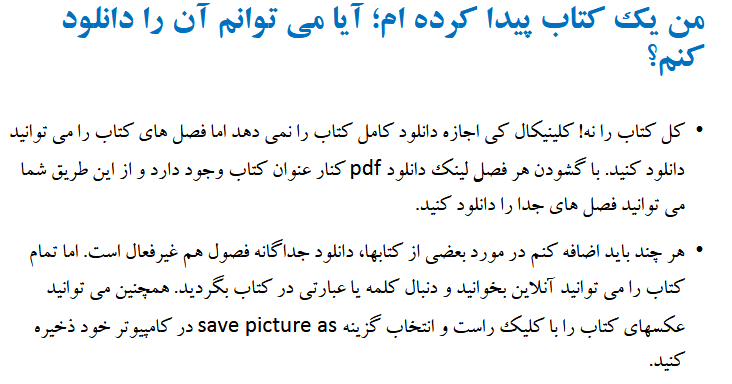 من یک کتاب پیدا کرده ام؛ آیا می توانم آن را دانلود
کنم؟
• کل کتاب را نه! کلینیکال کی اجازه دانلود کامل کتاب را نمی دهد اما فصل های کتاب را می توانید
دانلود کنید. با گشودن هر فصل لینک دانلود pdf کنار عنوان کتاب وجود دارد و از این طریق شما
می توانید فصل های جدا را دانلود کنید.
• هر چند باید اضافه کنم در مورد بعضی از کتابها، دانلود جداگانه فصول هم غیرفعال است. اما تمام
کتاب را می توانید آنلاین بخوانید و دنبال کلمه یا عبارتی در کتاب بگردید. همچنین می توانید
عکسهای کتاب را با کلیک راست و انتخاب گزینه save picture as در کامپیوتر خود ذخیره
کنید.